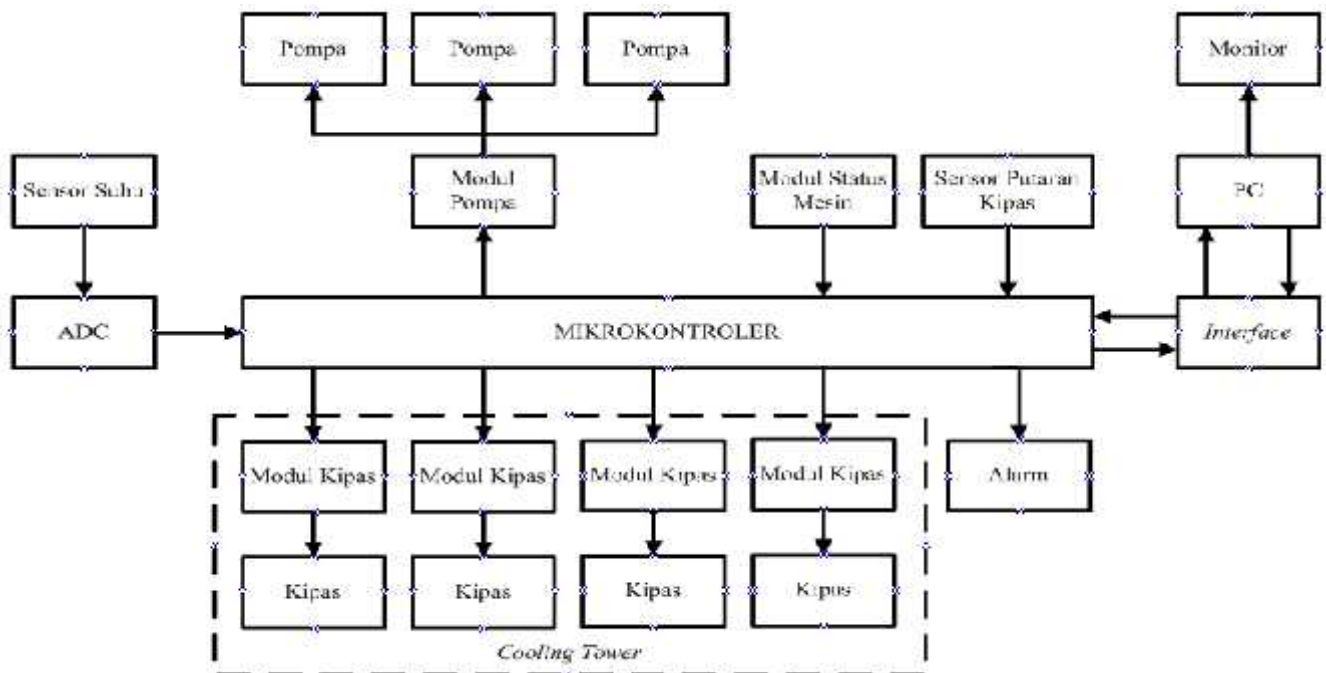 Pompa
Pompa
Pompa
Monitor
Sensor Suhu
Modul
Pompa
Modul Status
Mesin
Sensor Putaran
Kipas
PC
ADC
MIKROKONTROLER
Interface
Modul Kipas
Modul Kipas
Modul Kipas
Modul Kipas
Alarm
Kipas
Kipas
Kipas
Kipas
Cooling Tower